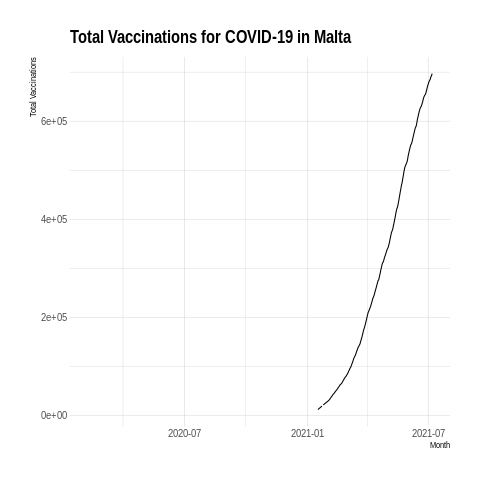 Total Vaccinations for COVID-19 in Malta
Total Vaccinations
6e+05
4e+05
2e+05
0e+00
2020-07
2021-01
2021-07
Month